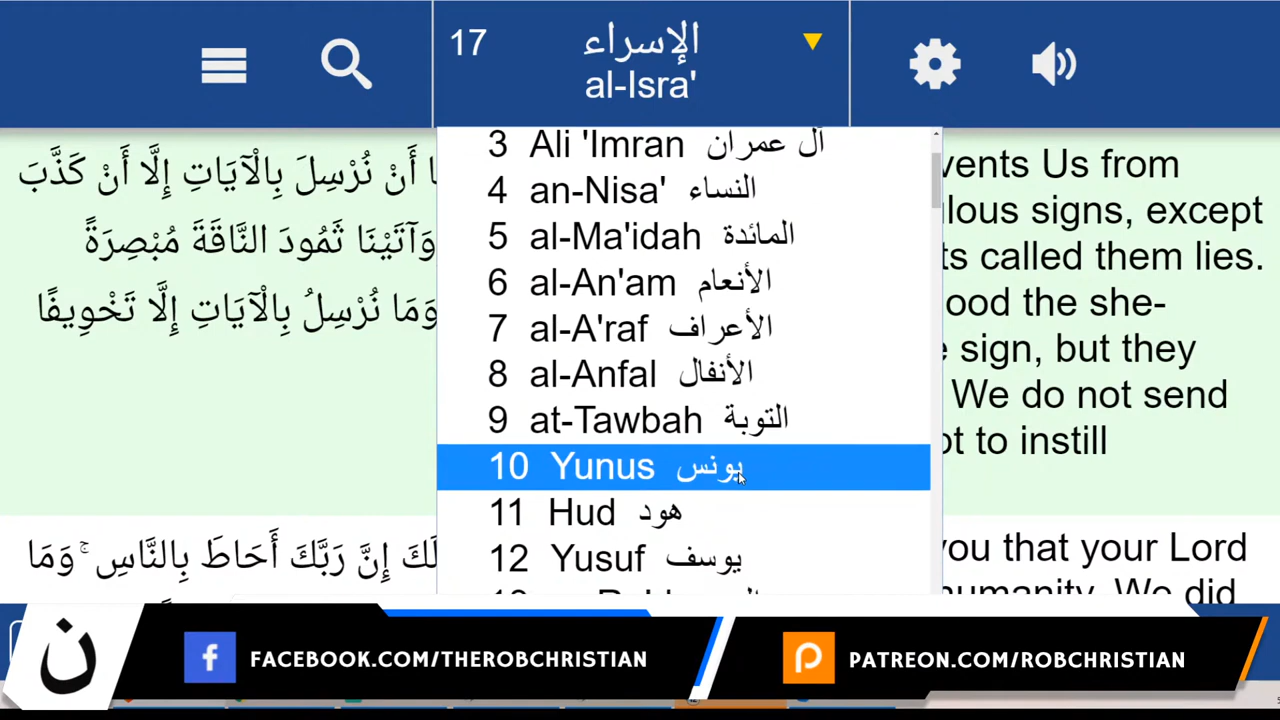 17
الإسراء
al-Isra'
3 Ali 'Imran آل عمران
4 an-Nisa' النساء
5 al-Ma'idah المائدة
6 al-An'am الأنعام
7 al-A'raf الأعراف
8 al-Anfal الأنفال
9 at-Tawbah التوبة
10 Yunus يونس
11 Hud هود
12 Yusuf يوسف
أَنْ نُرْسِلَ بِالْآيَاتِ إِلَّا أَنْ كَذَّبَ
وَآتَيْنَا ثَمُودَ النَّاقَةَ مُبْصِرَةً
وَمَا نُرْسِلُ بِالْآيَاتِ إِلَّا تَخْوِيفًا
Us from
signs, except
called them lies.
the she-
sign, but they
We do not send
to instill
إِنَّ رَبَّكَ أَحَاطَ بِالنَّاسِ ۚ وَمَا
you that your Lord
humanity. We did
ن
f FACEBOOK.COM/THEROBCHRISTIAN
P PATREON.COM/ROBCHRISTIAN